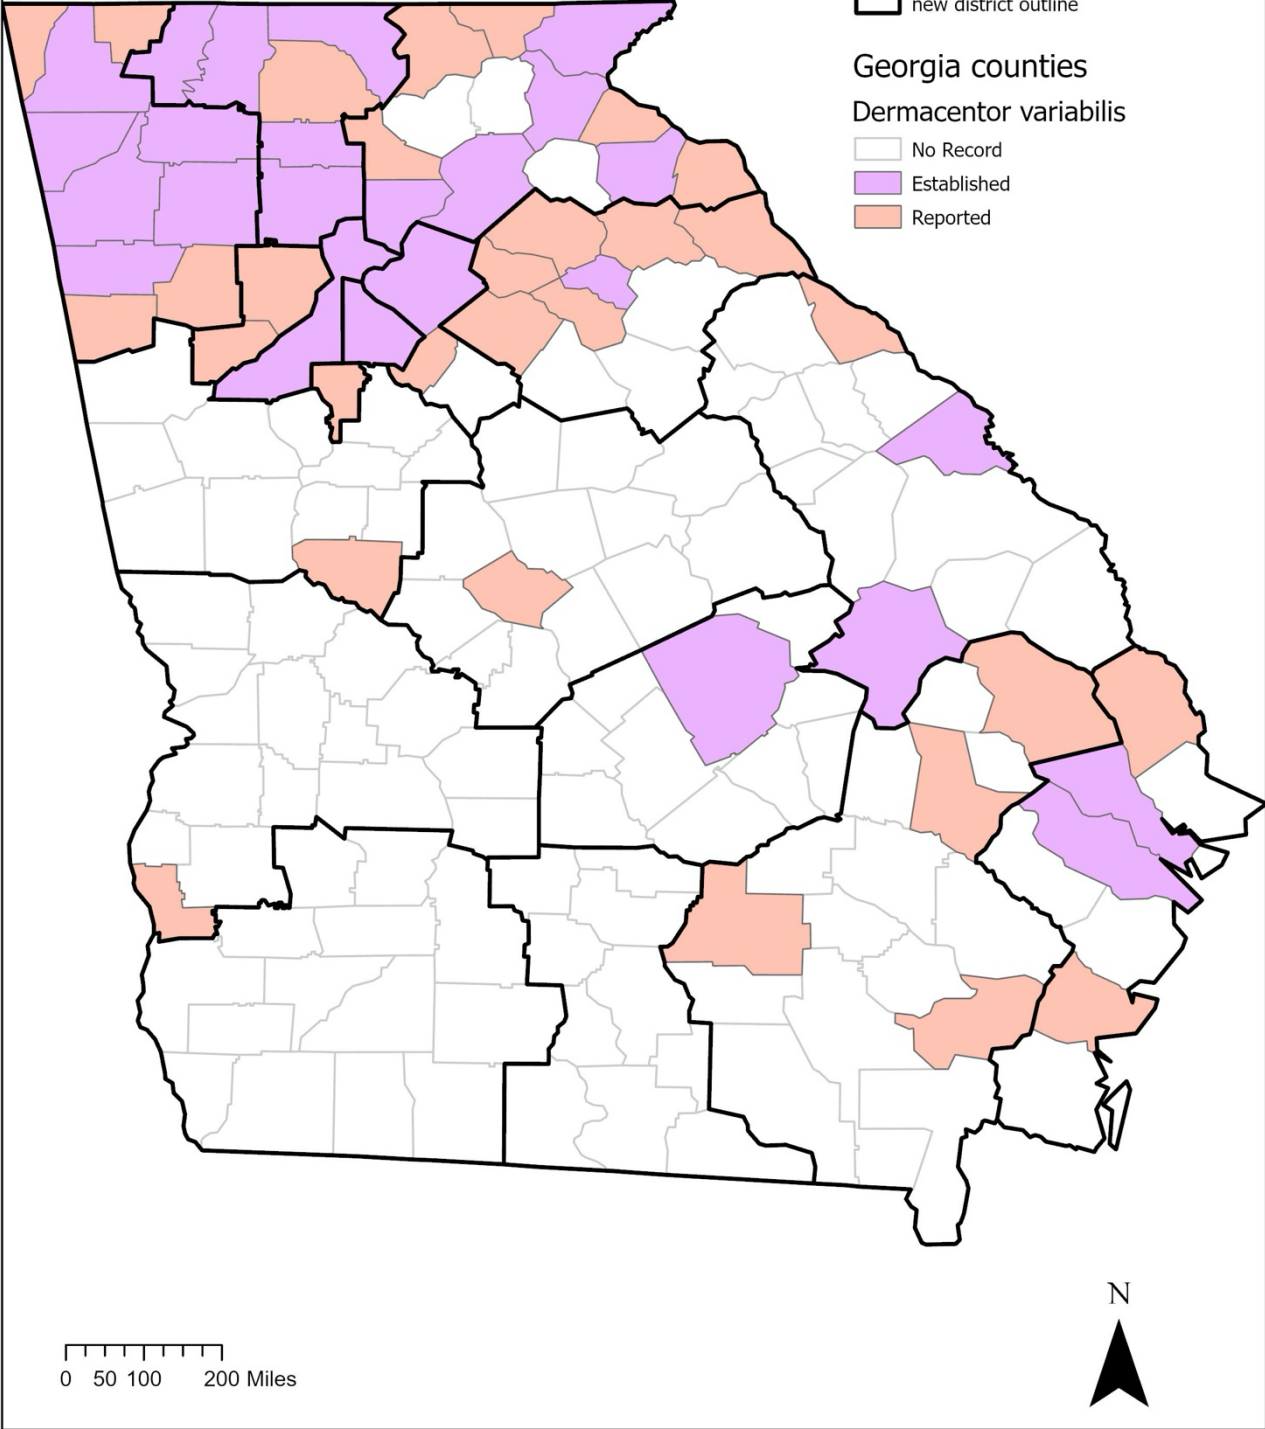 new district outline
Georgia counties
Dermacentor variabilis
No Record
Established
Reported
N
0 50 100 200 Miles